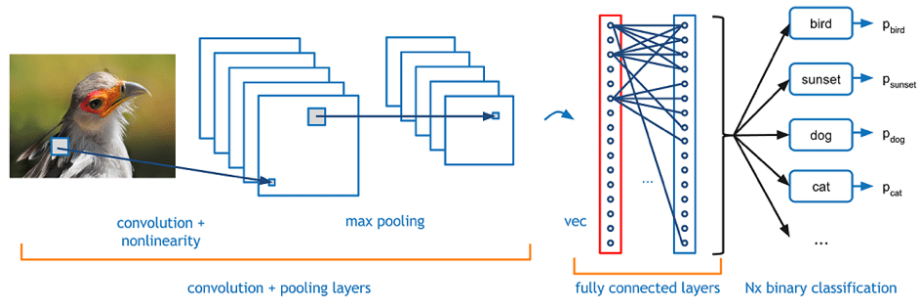 bird
p_bird
sunset
p_sunset
dog
p_dog
cat
p_cat
...
...
convolution +
nonlinearity
max pooling
vec
convolution + pooling layers
fully connected layers
Nx binary classification